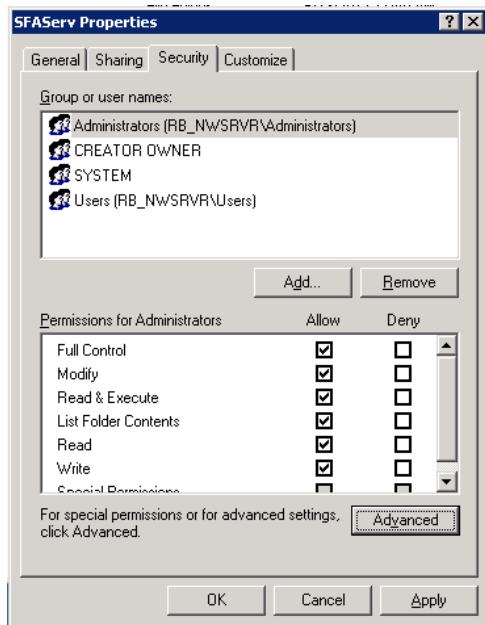 SFAServ Properties
General Sharing Security Customize
Group or user names:
Administrators (RB_NWSRVR\Administrators)
CREATOR OWNER
SYSTEM
Users (RB_NWSRVR\Users)
Add... Remove
Permissions for Administrators Allow Deny
Full Control
Modify
Read & Execute
List Folder Contents
Read
Write
Special Permissions
For special permissions or for advanced settings, Advanced
click Advanced.
OK Cancel Apply